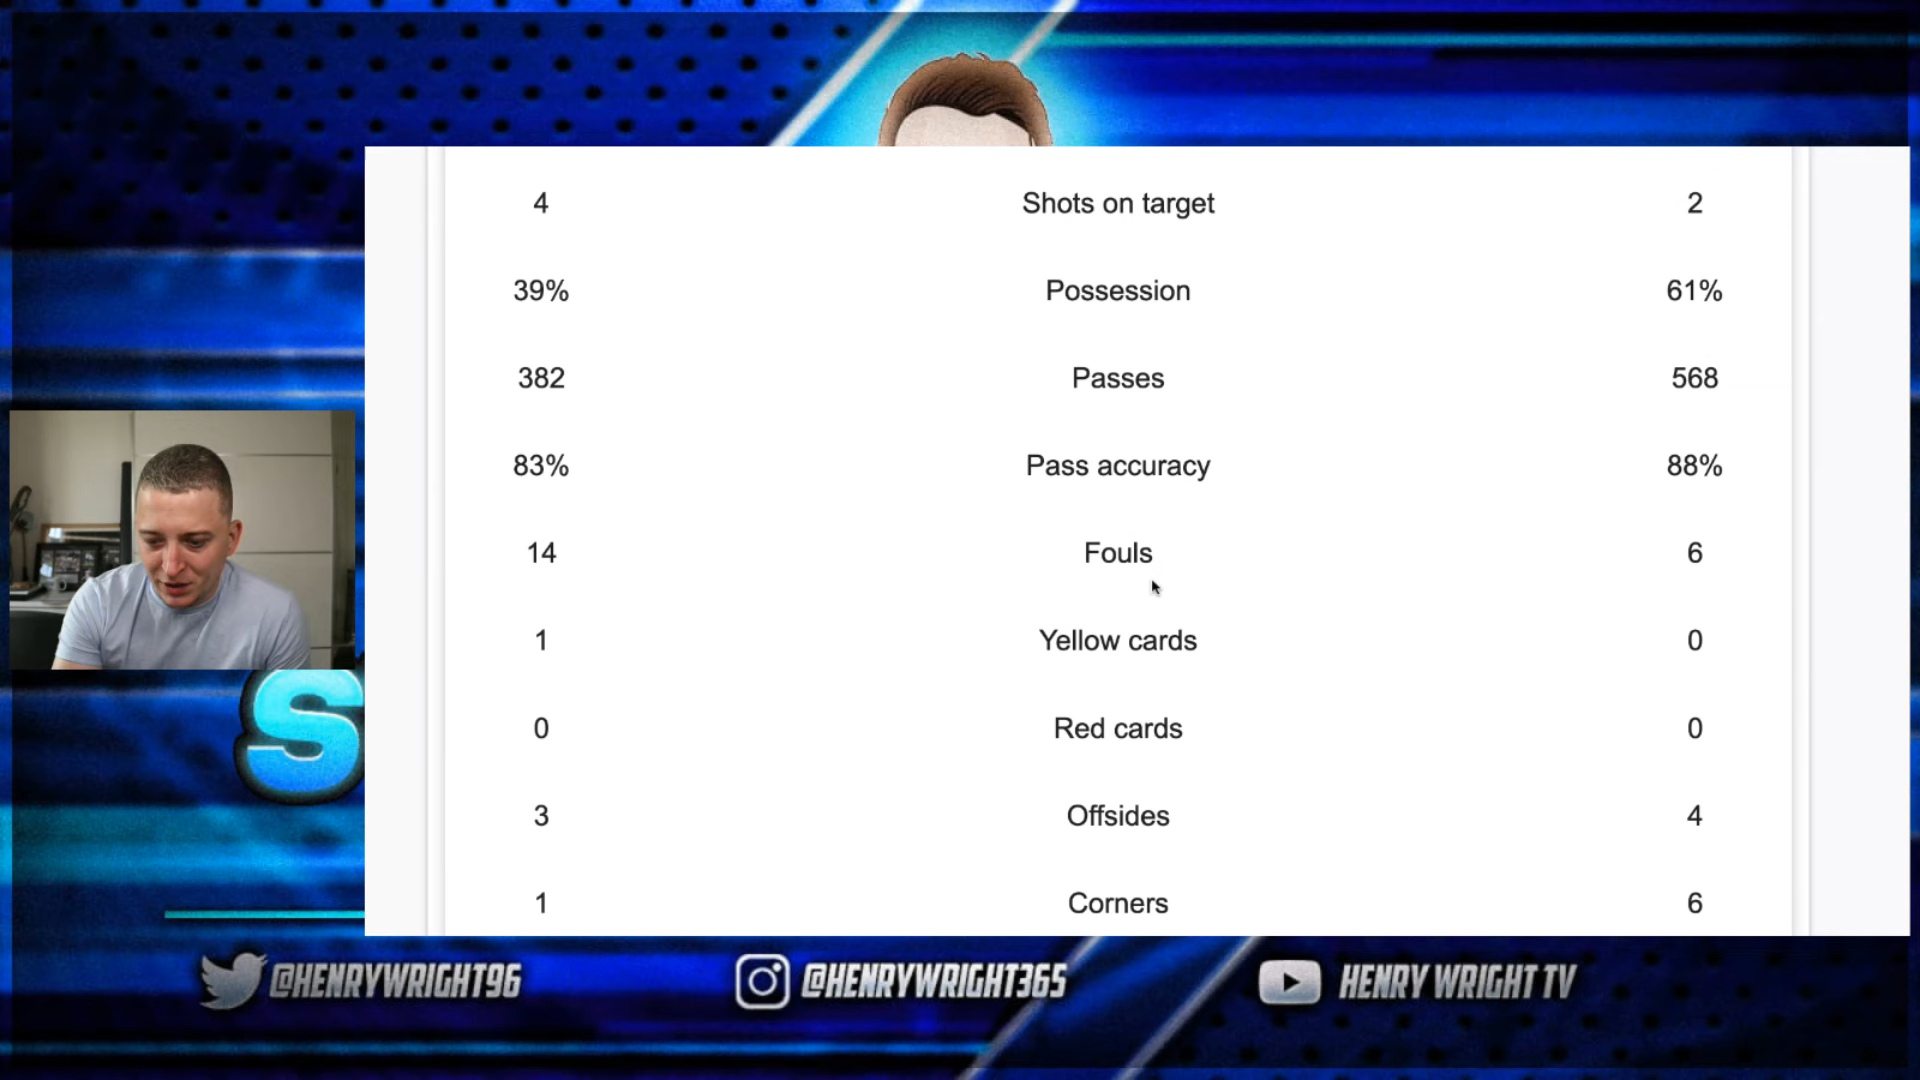 4 Shots on target 2
39% Possession 61%
382 Passes 568
83% Pass accuracy 88%
14 Fouls 6
1 Yellow cards 0
0 Red cards 0
3 Offsides 4
1 Corners 6
S
@HENRYWRIGHT96 @HENRYWRIGHT365 HENRY WRIGHT TV